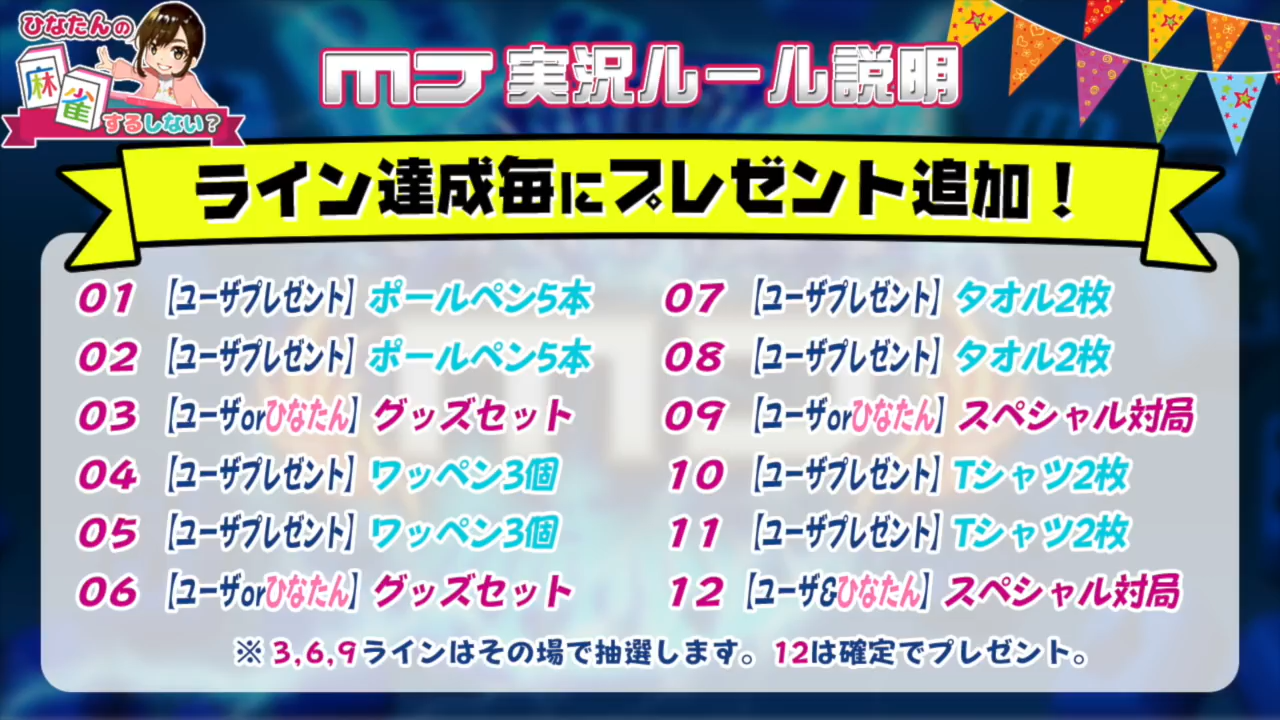 ひなたんの
麻雀
するしない？
MJ 実況ルール説明
ライン達成毎にプレゼント追加！
01 【ユーザプレゼント】 ボールペン5本
02 【ユーザプレゼント】 ボールペン5本
03 【ユーザorひなたん】 グッズセット
04 【ユーザプレゼント】 ワッペン3個
05 【ユーザプレゼント】 ワッペン3個
06 【ユーザorひなたん】 グッズセット
07 【ユーザプレゼント】 タオル2枚
08 【ユーザプレゼント】 タオル2枚
09 【ユーザorひなたん】 スペシャル対局
10 【ユーザプレゼント】 Tシャツ2枚
11 【ユーザプレゼント】 Tシャツ2枚
12 【ユーザ&ひなたん】 スペシャル対局
※ 3,6,9ラインはその場で抽選します。12は確定でプレゼント。